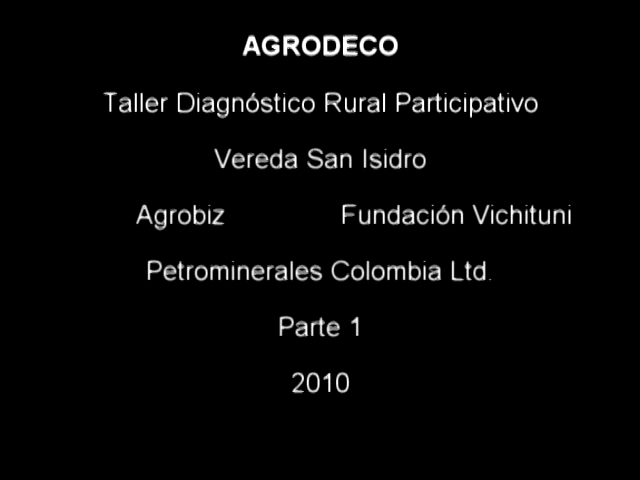 AGRODECO
Taller Diagnóstico Rural Participativo
Vereda San Isidro
Agrobiz Fundación Vichituni
Petrominerales Colombia Ltd.
Parte 1
2010